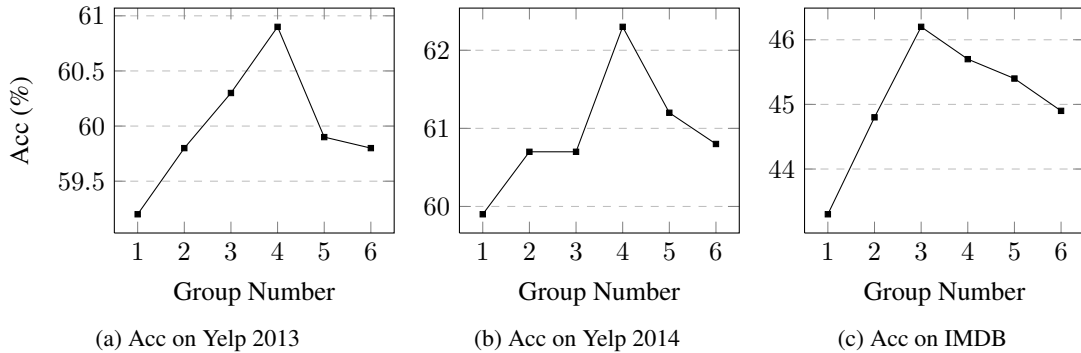 61
60.5
60
59.5
Acc (%)
1 2 3 4 5 6
Group Number
(a) Acc on Yelp 2013
62
61
60
1 2 3 4 5 6
Group Number
(b) Acc on Yelp 2014
46
45
44
1 2 3 4 5 6
Group Number
(c) Acc on IMDB